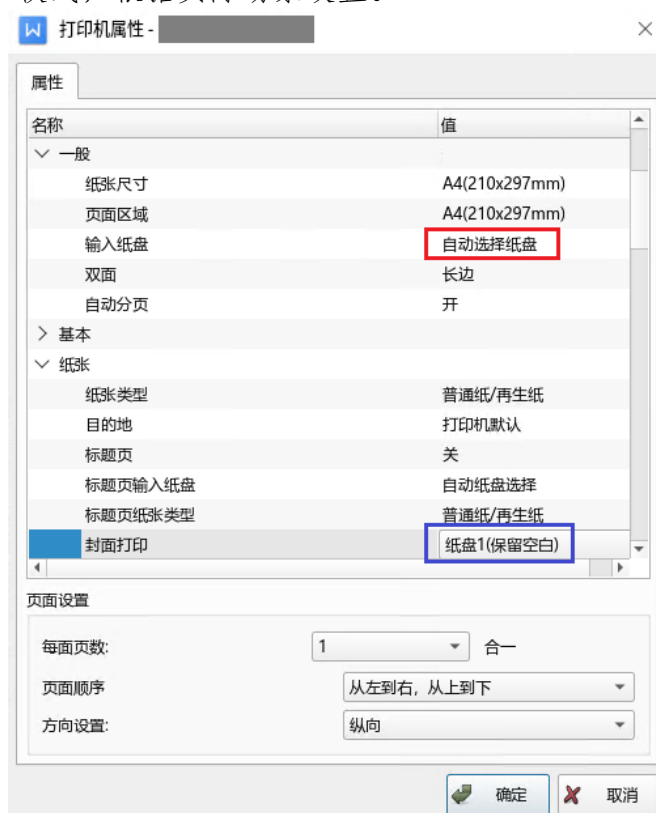 打印机属性 -
属性
名称 值
一般
纸张尺寸 A4(210x297mm)
页面区域 A4(210x297mm)
输入纸盘 自动选择纸盘
双面 长边
自动分页 开
基本
纸张
纸张类型 普通纸/再生纸
目的地 打印机默认
标题页 关
标题页输入纸盘 自动纸盘选择
标题页纸张类型 普通纸/再生纸
封面打印 纸盘1(保留空白)
页面设置
每面页数: 1 合一
页面顺序 从左到右，从上到下
方向设置: 纵向
确定 取消